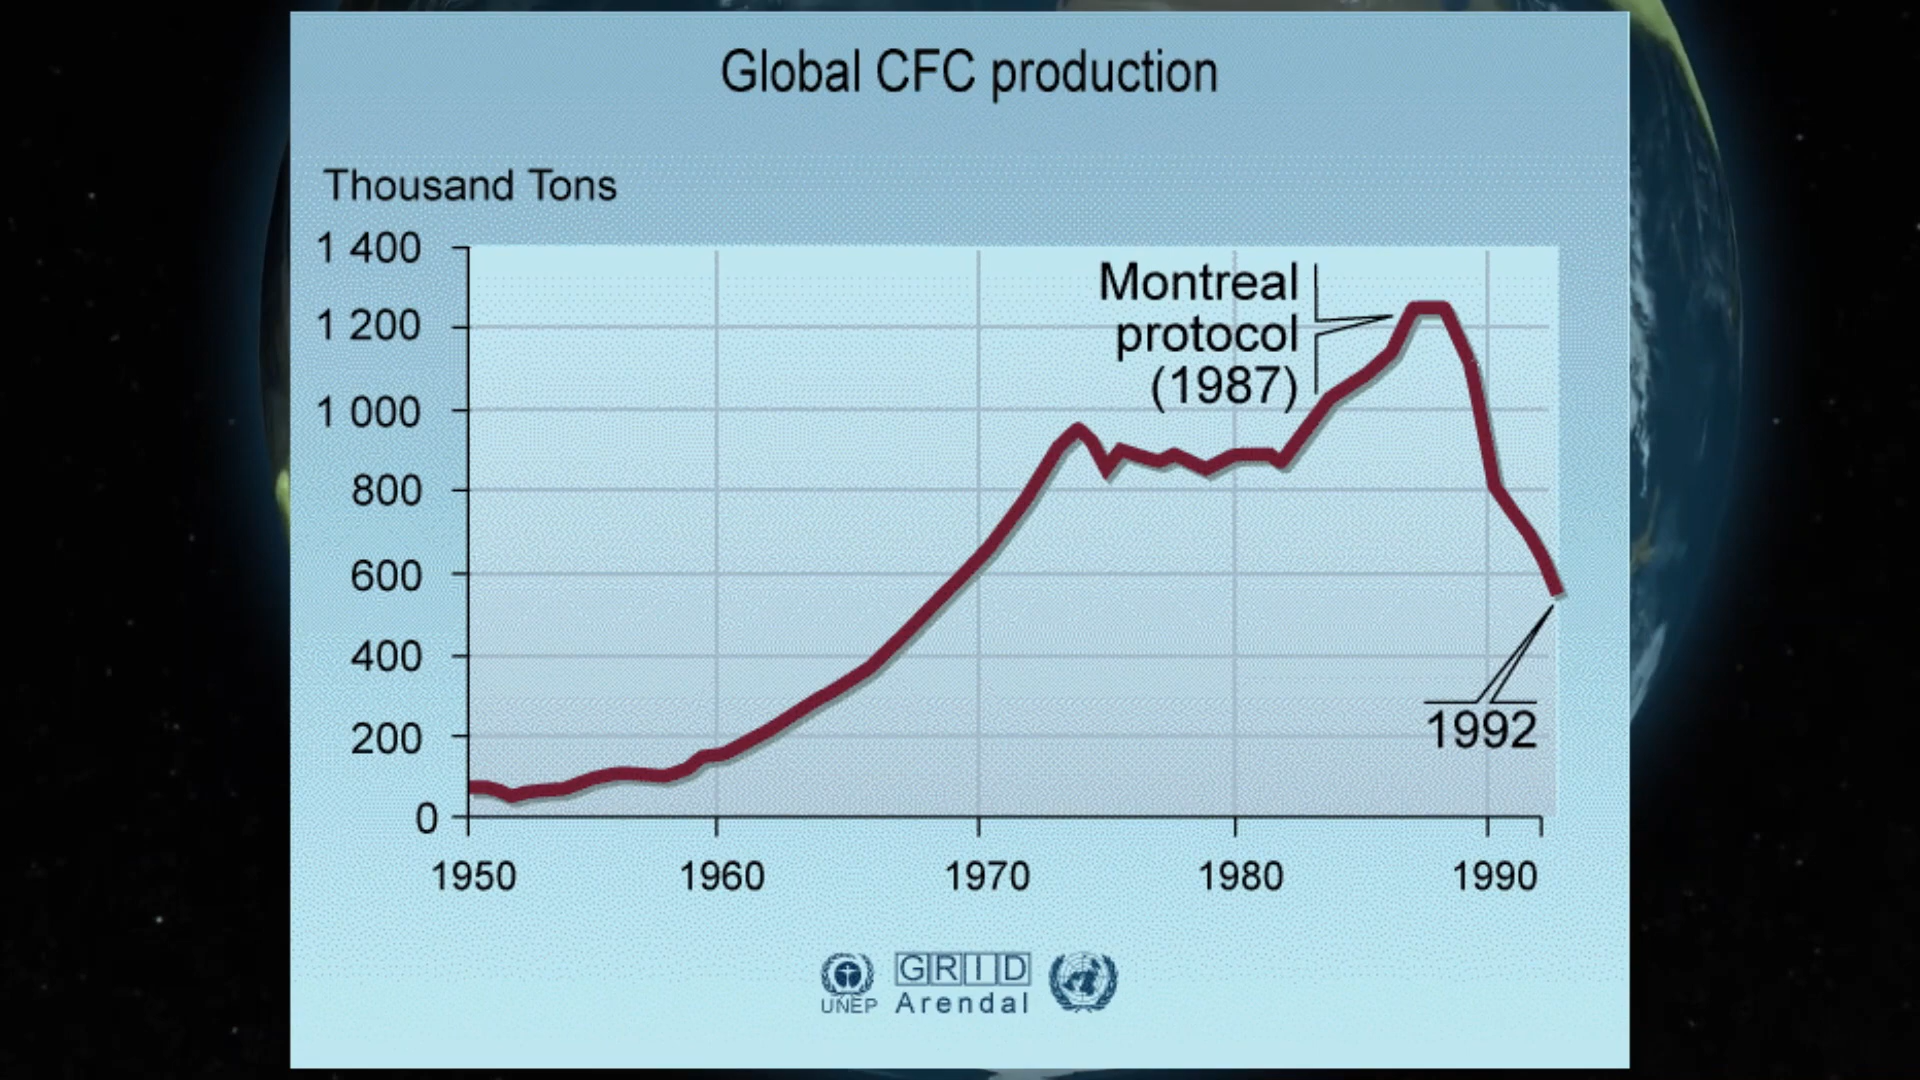 Global CFC production
Thousand Tons
1 400
1 200
1 000
800
600
400
200
0
Montreal
protocol
(1987)
1992
1950 1960 1970 1980 1990
UNEP
GRID
Arendal